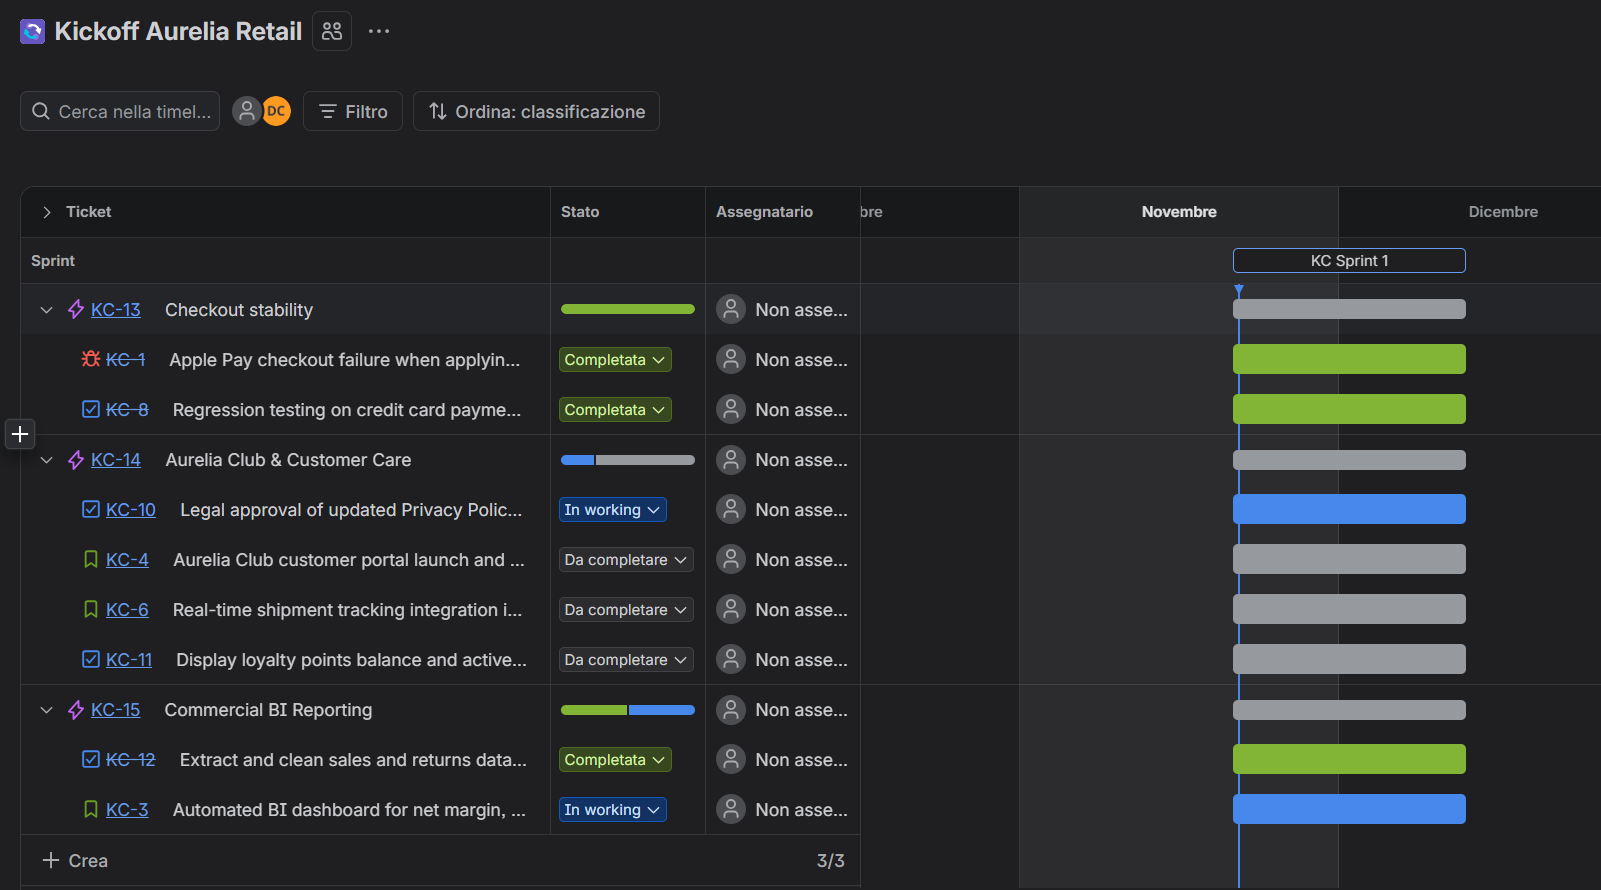 Kickoff Aurelia Retail
Cerca nella timel...
DC
Filtro
Ordina: classificazione
Ticket Stato Assegnatario bre Novembre Dicembre
Sprint KC Sprint 1
KC-13 Checkout stability Non asse...
KC-1 Apple Pay checkout failure when applyin... Completata Non asse...
KC-8 Regression testing on credit card payme... Completata Non asse...
KC-14 Aurelia Club & Customer Care Non asse...
KC-10 Legal approval of updated Privacy Polic... In working Non asse...
KC-4 Aurelia Club customer portal launch and ... Da completare Non asse...
KC-6 Real-time shipment tracking integration i... Da completare Non asse...
KC-11 Display loyalty points balance and active... Da completare Non asse...
KC-15 Commercial BI Reporting Non asse...
KC-12 Extract and clean sales and returns data... Completata Non asse...
KC-3 Automated BI dashboard for net margin, ... In working Non asse...
Crea 3/3